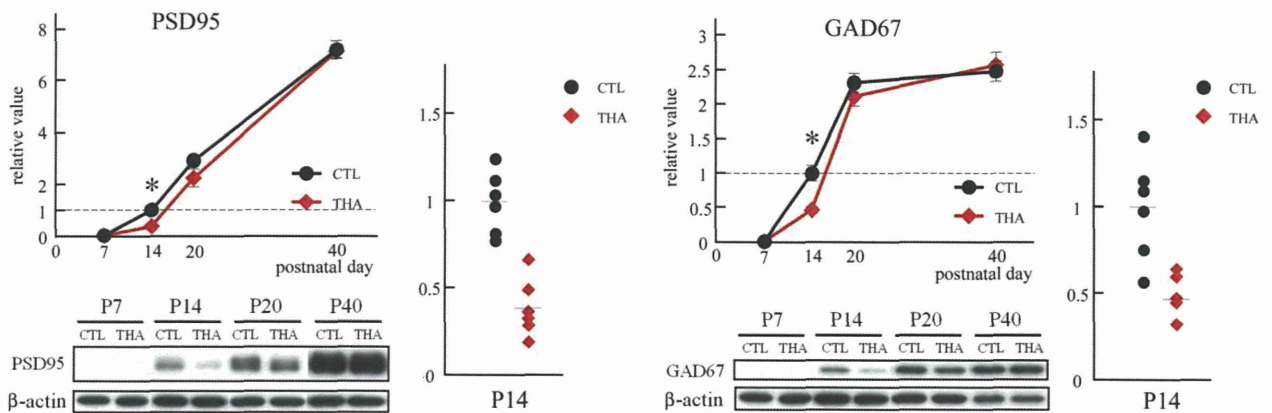 PSD95
relative value
8
6
4
2
1
0
0 7 14 20 40
postnatal day
*
CTL
THA
1.5
1
0.5
0
CTL
THA
P14
P7 P14 P20 P40
CTL THA CTL THA CTL THA CTL THA
PSD95
β-actin
GAD67
relative value
3
2.5
2
1.5
1
0.5
0
0 7 14 20 40
postnatal day
*
CTL
THA
1.5
1
0.5
0
CTL
THA
P14
P7 P14 P20 P40
CTL THA CTL THA CTL THA CTL THA
GAD67
β-actin